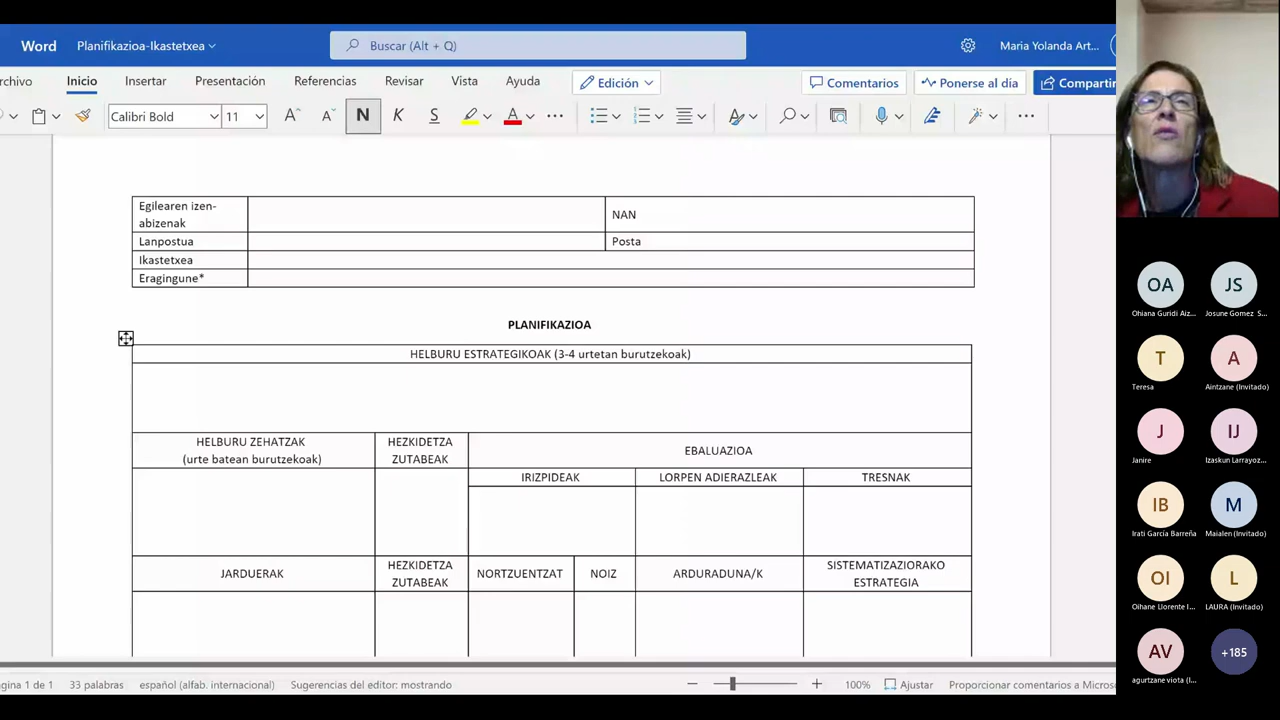 Word
Planifikazioa-Ikastetxea
Buscar (Alt + Q)
Maria Yolanda Art...
rchivo
Inicio
Insertar
Presentación
Referencias
Revisar
Vista
Ayuda
Edición
Comentarios
Ponerse al día
Compartir
Calibri Bold
11
N
K
S
Egilearen izen-
abizenak
NAN
Lanpostua
Posta
Ikastetxea
Eragingune*
PLANIFIKAZIOA
HELBURU ESTRATEGIKOAK (3-4 urtetan burutzekoak)
HELBURU ZEHATZAK
(urte batean burutzekoak)
HEZKIDETZA
ZUTABEAK
EBALUAZIOA
IRIZPIDEAK
LORPEN ADIERAZLEAK
TRESNAK
JARDUERAK
HEZKIDETZA
ZUTABEAK
NORTZUENTZAT
NOIZ
ARDURADUNA/K
SISTEMATIZAZIORAKO
ESTRATEGIA
ágina 1 de 1
33 palabras
español (alfab. internacional)
Sugerencias del editor: mostrando
100%
Ajustar
Proporcionar comentarios a Microso
OA
Ohiana Guridi Aiz...
JS
Josune Gomez S...
T
Teresa
A
Aintzane (Invitado)
J
Janire
IJ
Izaskun Larrayoz...
IB
Irati García Barreña
M
Maialen (Invitado)
OI
Oihane Llorente I...
L
LAURA (Invitado)
AV
agurtzane viota (I...
+185